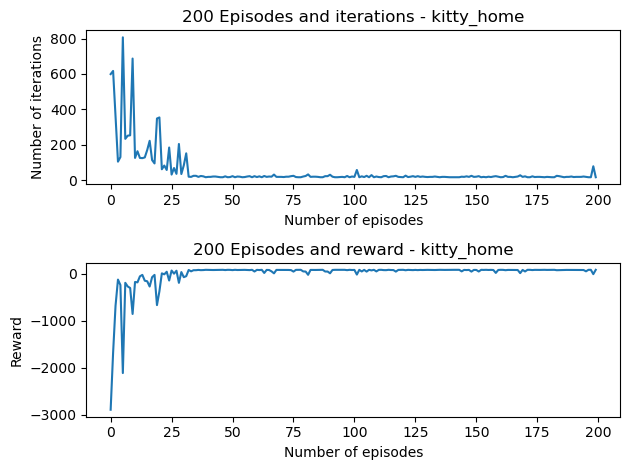 200 Episodes and iterations - kitty_home
800
600
400
200
0
Number of iterations
0 25 50 75 100 125 150 175 200
Number of episodes
200 Episodes and reward - kitty_home
0
−1000
−2000
−3000
Reward
0 25 50 75 100 125 150 175 200
Number of episodes